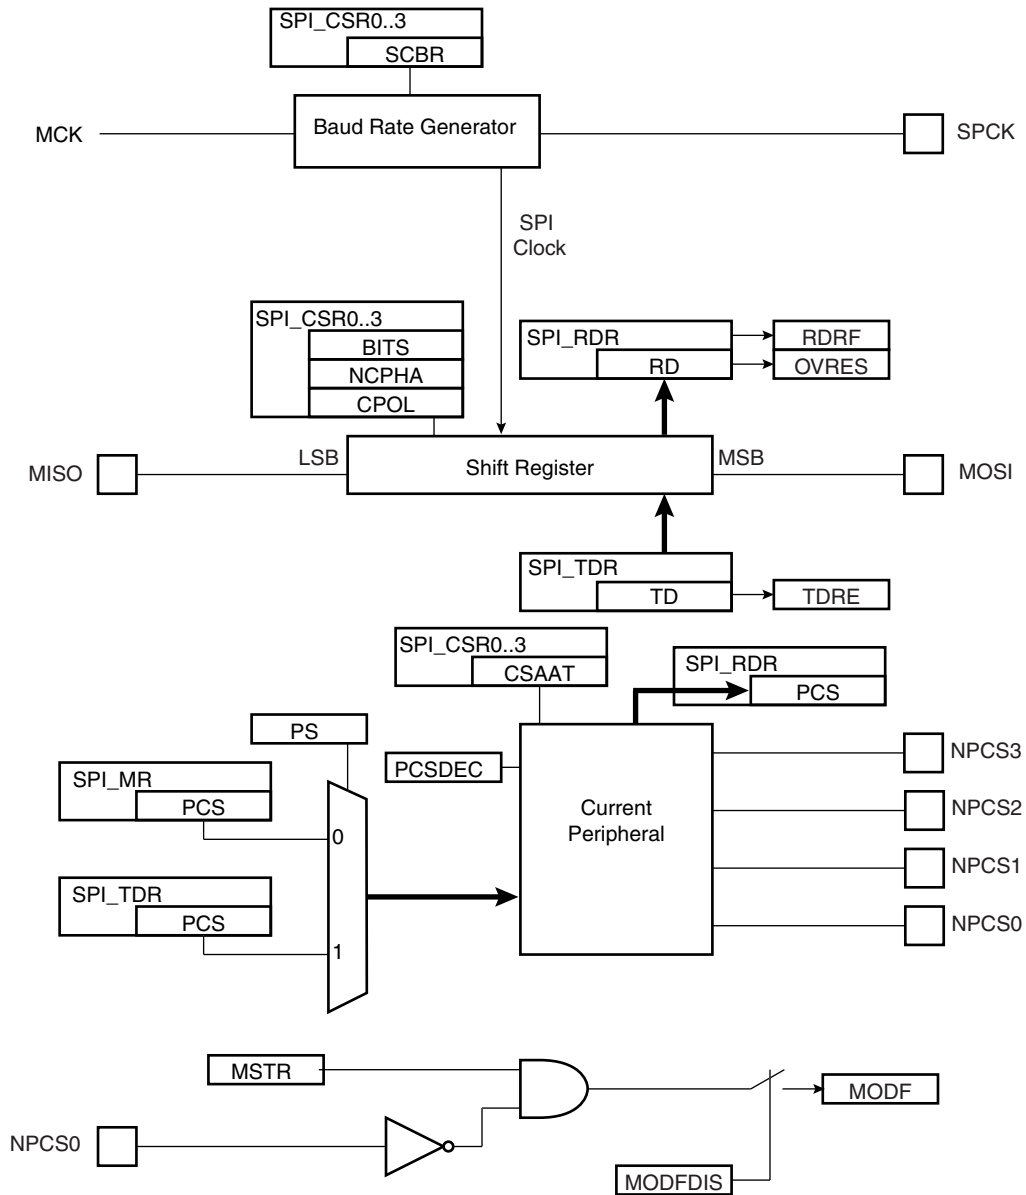 SPI_CSR0..3
SCBR
MCK
Baud Rate Generator
SPCK
SPI
Clock
SPI_CSR0..3
BITS
NCPHA
CPOL
SPI_RDR
RD
RDRF
OVRES
MISO
LSB
Shift Register
MSB
MOSI
SPI_TDR
TD
TDRE
SPI_CSR0..3
CSAAT
SPI_RDR
PCS
PS
PCSDEC
SPI_MR
PCS
0
Current
Peripheral
NPCS3
NPCS2
NPCS1
NPCS0
SPI_TDR
PCS
1
MSTR
MODF
NPCS0
MODFDIS